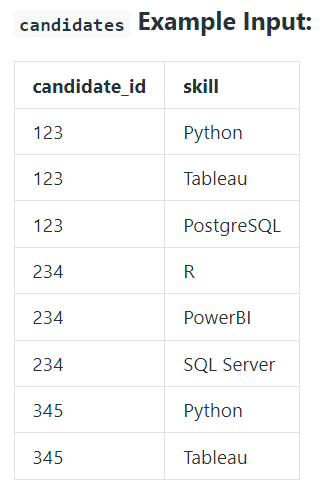 candidates Example Input:
candidate_id skill
123 Python
123 Tableau
123 PostgreSQL
234 R
234 PowerBI
234 SQL Server
345 Python
345 Tableau